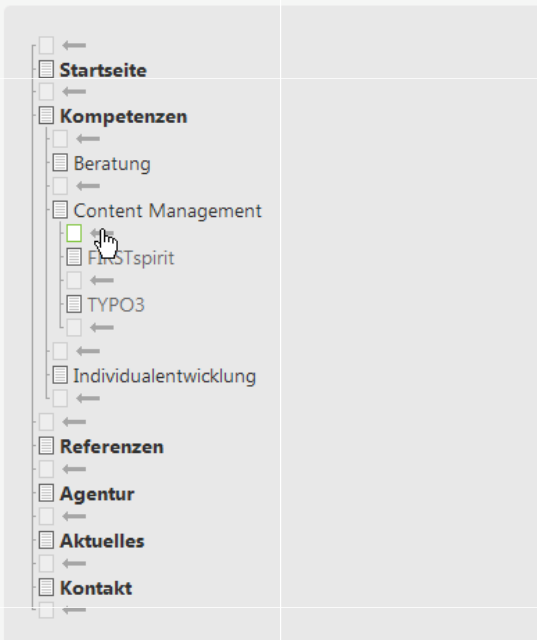 Startseite
Kompetenzen
Beratung
Content Management
FIRSTspirit
TYPO3
Individualentwicklung
Referenzen
Agentur
Aktuelles
Kontakt